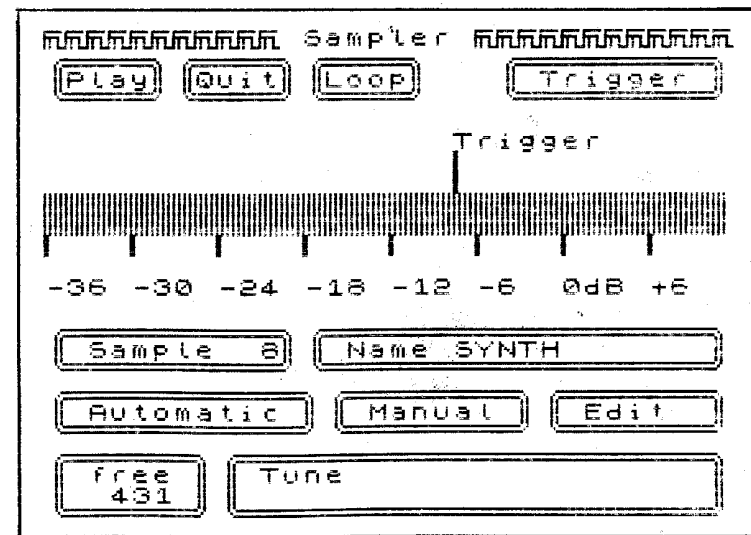 Sampler
Play Quit Loop Trigger
Trigger
-36 -30 -24 -18 -12 -6 0dB +6
Sample 8 Name SYNTH
Automatic Manual Edit
free Tune
431